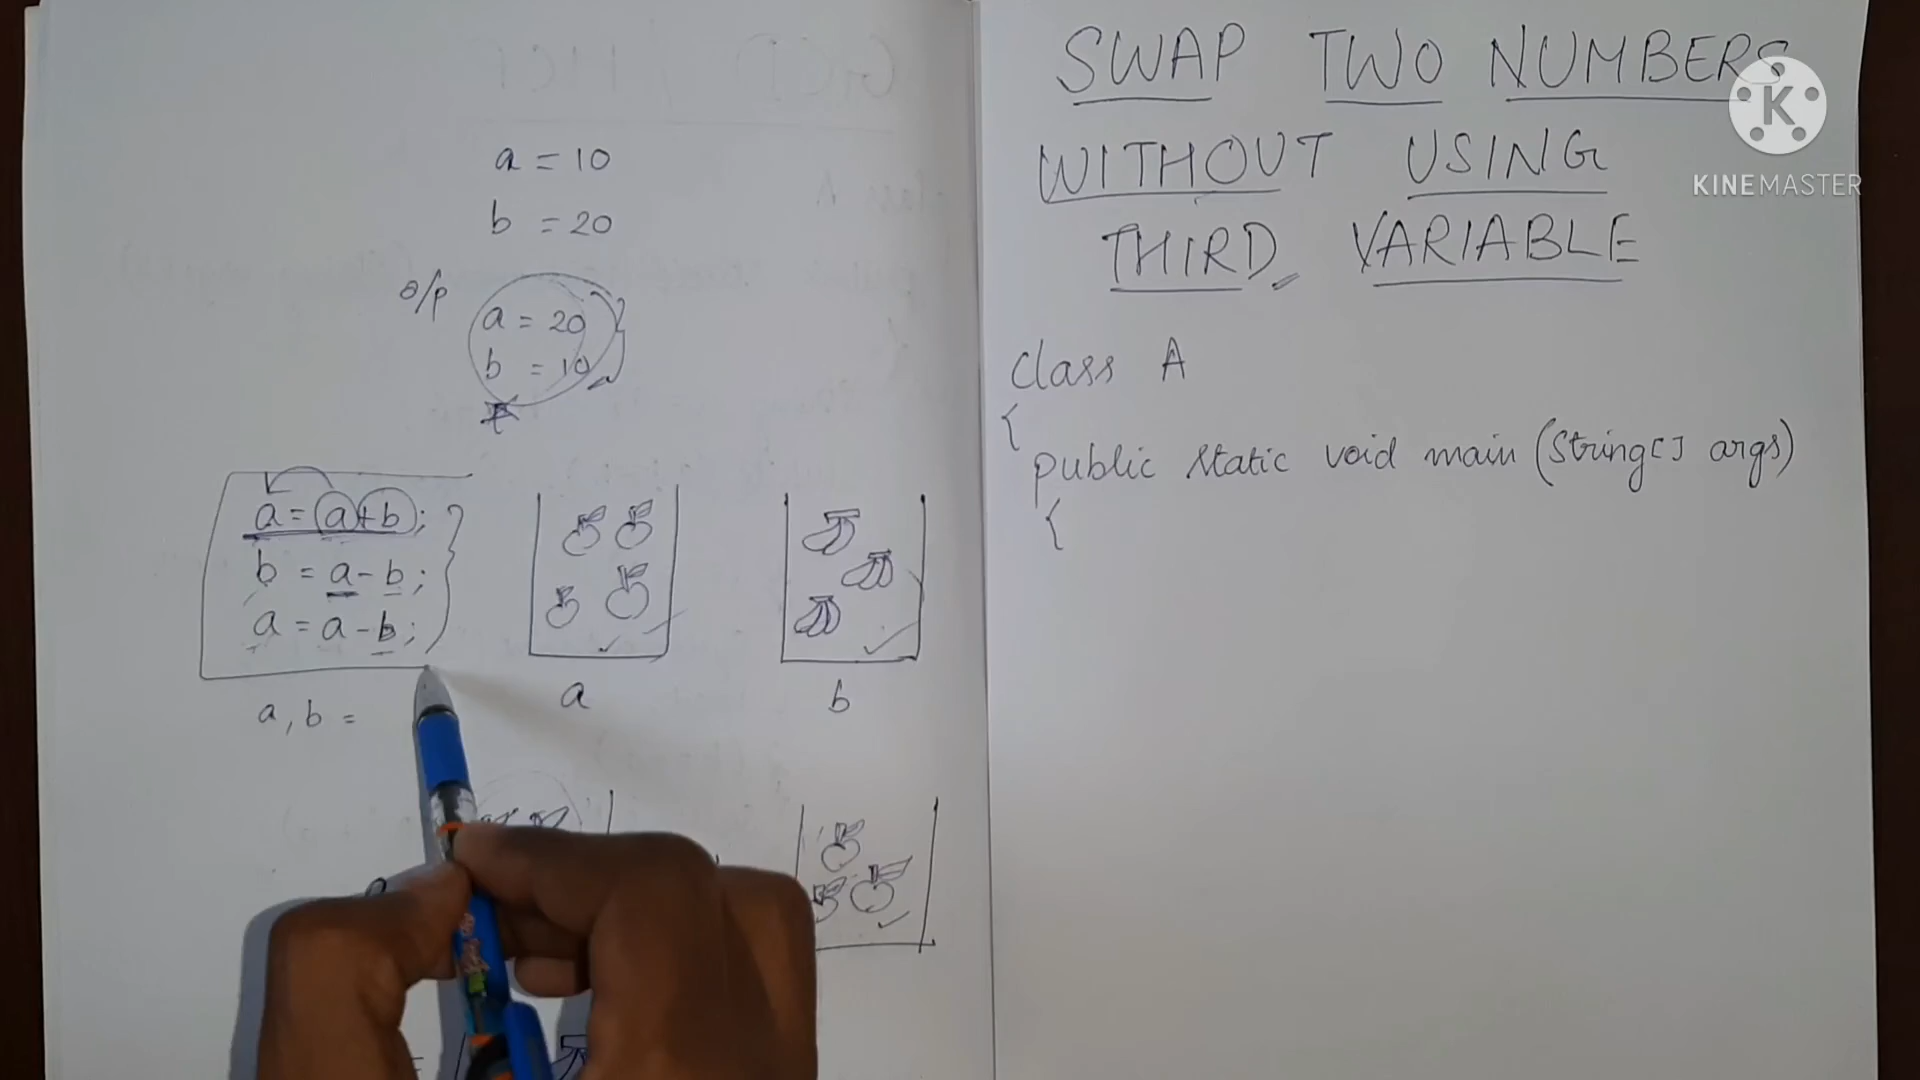 a = 10
b = 20
o/p
a = 20
b = 10
a = a + b;
b = a - b;
a = a - b;
a, b =
a
b
SWAP TWO NUMBERS
WITHOUT USING
THIRD VARIABLE
class A
{
public static void main (String[] args)
{
K
KINEMASTER